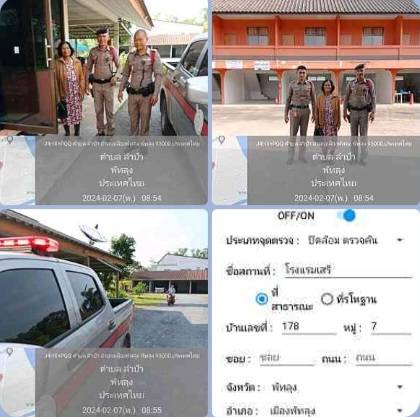 ตำบล ลำปำ
พัทลุง
ประเทศไทย
2024-02-07(พ.) 08:54
ตำบล ลำปำ
พัทลุง
ประเทศไทย
2024-02-07(พ.) 08:54
ตำบล ลำปำ
พัทลุง
ประเทศไทย
2024-02-07(พ.) 08:55
OFF/ON
ประเภทจุดตรวจ : ปิดล้อม ตรวจค้น
ชื่อสถานที่ : โรงแรมเสรี
ที่สาธารณะ ที่รโหฐาน
บ้านเลขที่ : 178 หมู่ : 7
ซอย : ซอย ถนน : ถนน
จังหวัด : พัทลุง
อำเภอ : เมืองพัทลุง